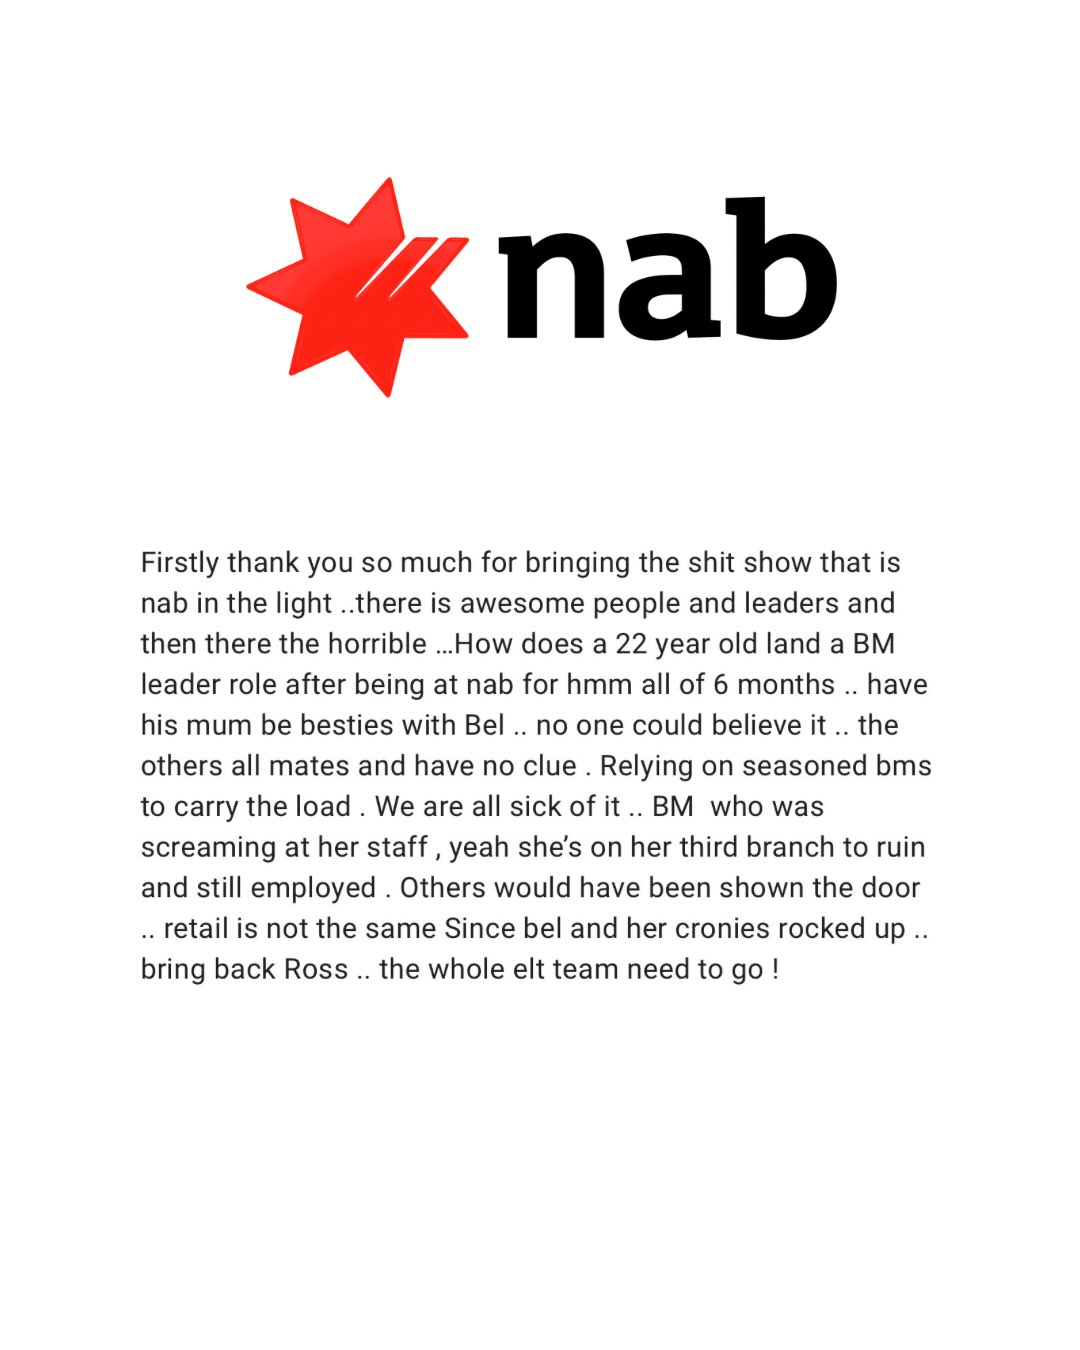 nab
Firstly thank you so much for bringing the shit show that is
nab in the light ..there is awesome people and leaders and
then there the horrible …How does a 22 year old land a BM
leader role after being at nab for hmm all of 6 months .. have
his mum be besties with Bel .. no one could believe it .. the
others all mates and have no clue . Relying on seasoned bms
to carry the load . We are all sick of it .. BM  who was
screaming at her staff , yeah she’s on her third branch to ruin
and still employed . Others would have been shown the door
.. retail is not the same Since bel and her cronies rocked up ..
bring back Ross .. the whole elt team need to go !